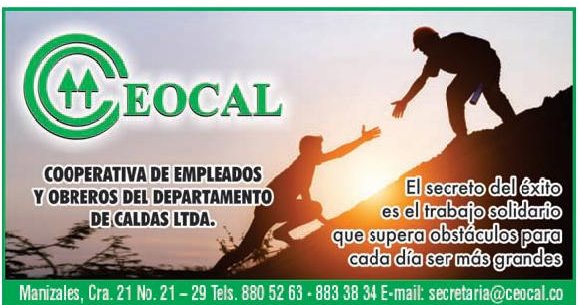 CEOCAL
COOPERATIVA DE EMPLEADOS
Y OBREROS DEL DEPARTAMENTO
DE CALDAS LTDA.
El secreto del éxito
es el trabajo solidario
que supera obstáculos para
cada día ser más grandes
Manizales, Cra. 21 No. 21 – 29 Tels. 880 52 63 - 883 38 34 E-mail: secretaria@ceocal.co